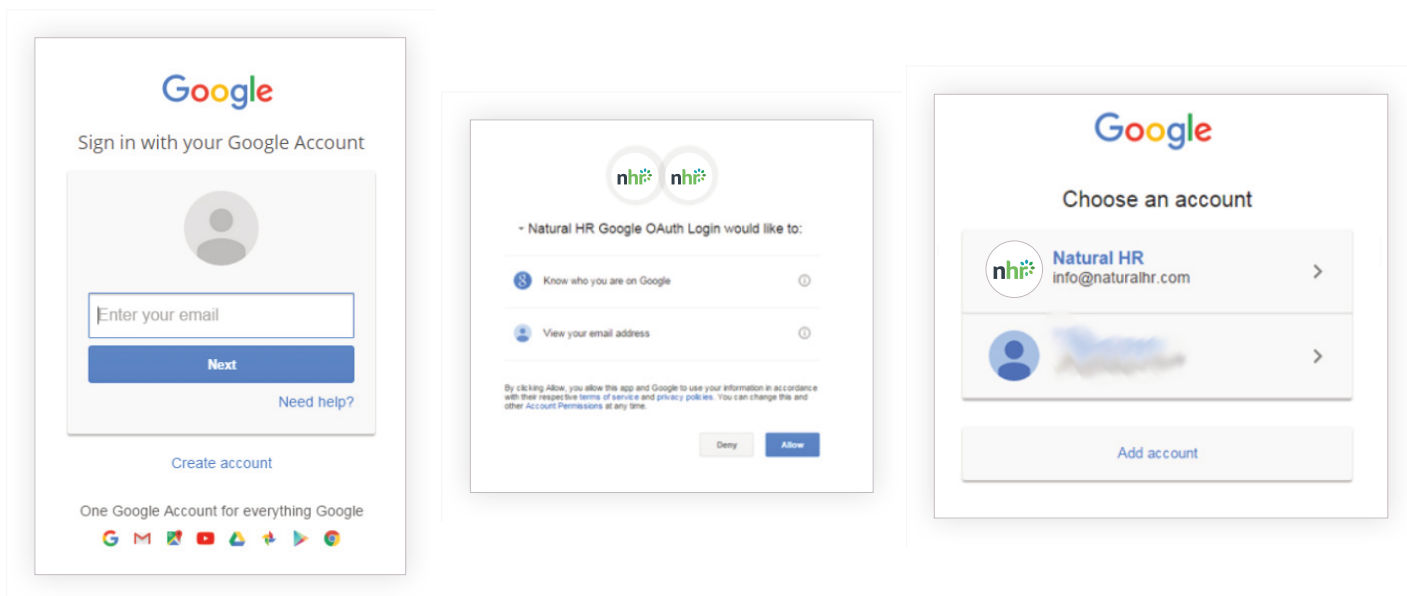 Google
Sign in with your Google Account
Enter your email
Next
Need help?
Create account
One Google Account for everything Google
nhr nhr
- Natural HR Google OAuth Login would like to:
Know who you are on Google
View your email address
By clicking Allow, you allow this app and Google to use your information in accordance
with their respective terms of service and privacy policies. You can change this and
other Account Permissions at any time.
Deny Allow
Google
Choose an account
nhr
Natural HR
info@naturalhr.com
Add account